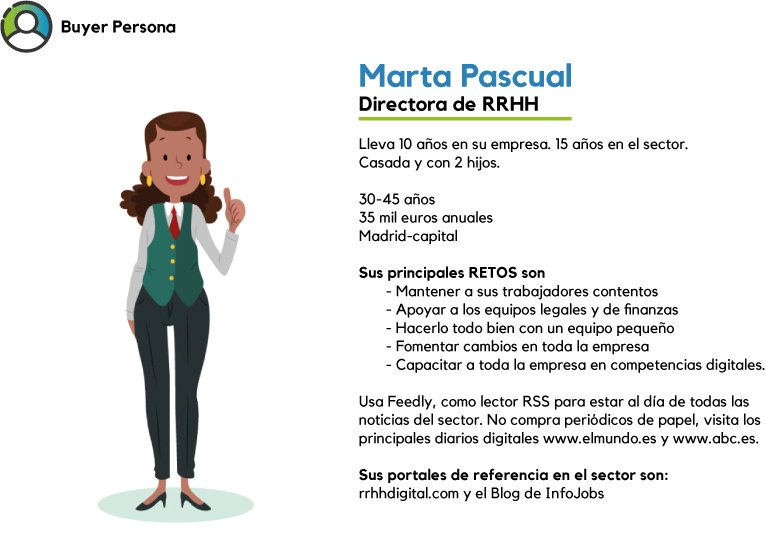 Buyer Persona
Marta Pascual
Directora de RRHH
Lleva 10 años en su empresa. 15 años en el sector.
Casada y con 2 hijos.
30-45 años
35 mil euros anuales
Madrid-capital
Sus principales RETOS son
- Mantener a sus trabajadores contentos
- Apoyar a los equipos legales y de finanzas
- Hacerlo todo bien con un equipo pequeño
- Fomentar cambios en toda la empresa
- Capacitar a toda la empresa en competencias digitales.
Usa Feedly, como lector RSS para estar al día de todas las
noticias del sector. No compra periódicos de papel, visita los
principales diarios digitales www.elmundo.es y www.abc.es.
Sus portales de referencia en el sector son:
rrhhdigital.com y el Blog de InfoJobs